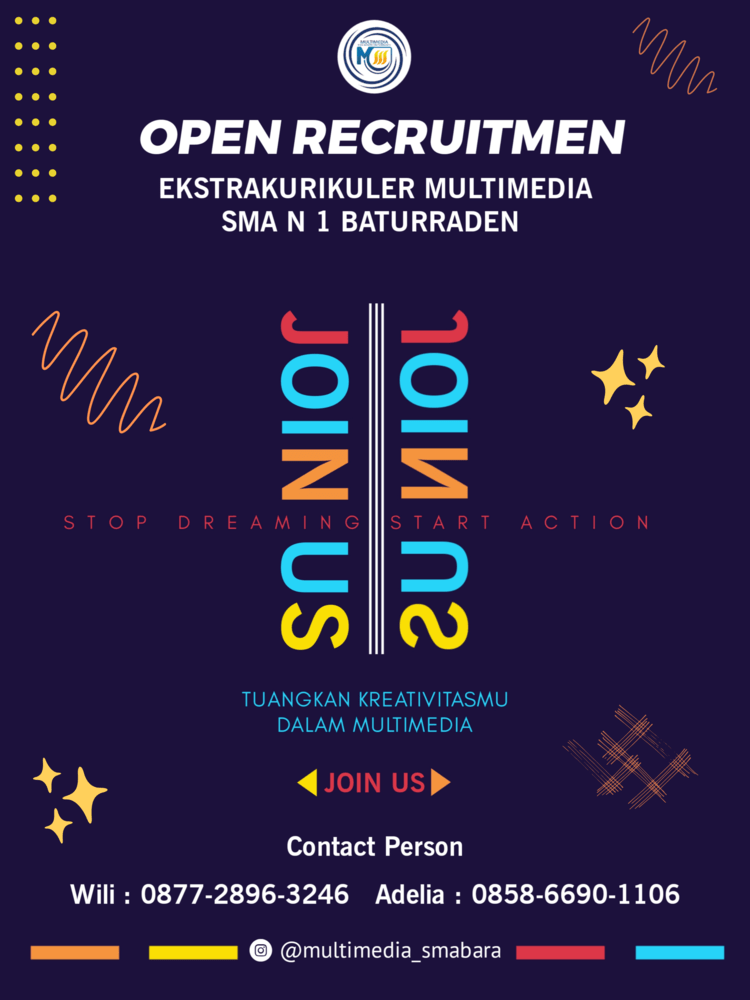 MULTIMEDIA
OPEN RECRUITMEN
EKSTRAKURIKULER MULTIMEDIA
SMA N 1 BATURRADEN
JOIN US
JOIN US
STOP DREAMING START ACTION
TUANGKAN KREATIVITASMU
DALAM MULTIMEDIA
JOIN US
Contact Person
Wili : 0877-2896-3246 Adelia : 0858-6690-1106
@multimedia_smabara